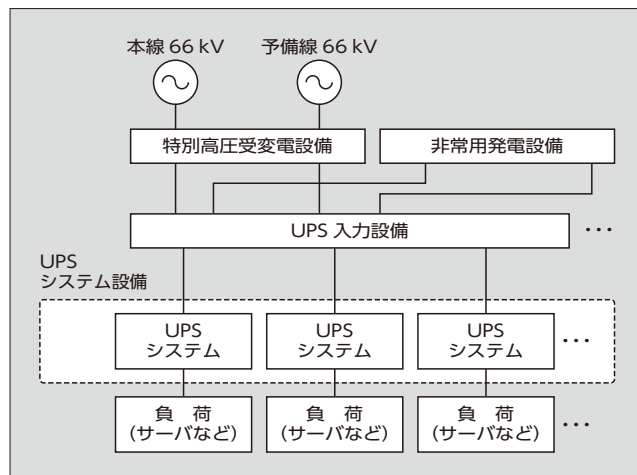 本線 66 kV
予備線 66 kV
特別高圧受変電設備
非常用発電設備
UPS 入力設備
…
UPS
システム設備
UPS
システム
UPS
システム
UPS
システム
…
負　荷
(サーバなど)
負　荷
(サーバなど)
負　荷
(サーバなど)
…